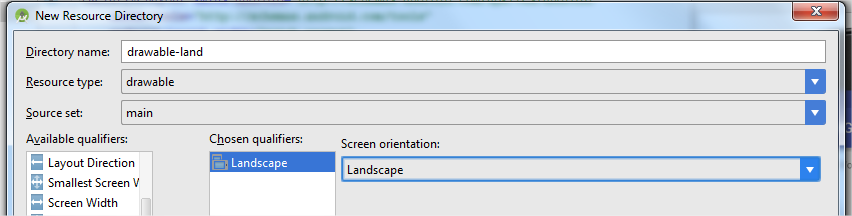 New Resource Directory
Directory name: drawable-land
Resource type: drawable
Source set: main
Available qualifiers: Chosen qualifiers: Screen orientation:
Layout Direction Landscape Landscape
Smallest Screen W
Screen Width